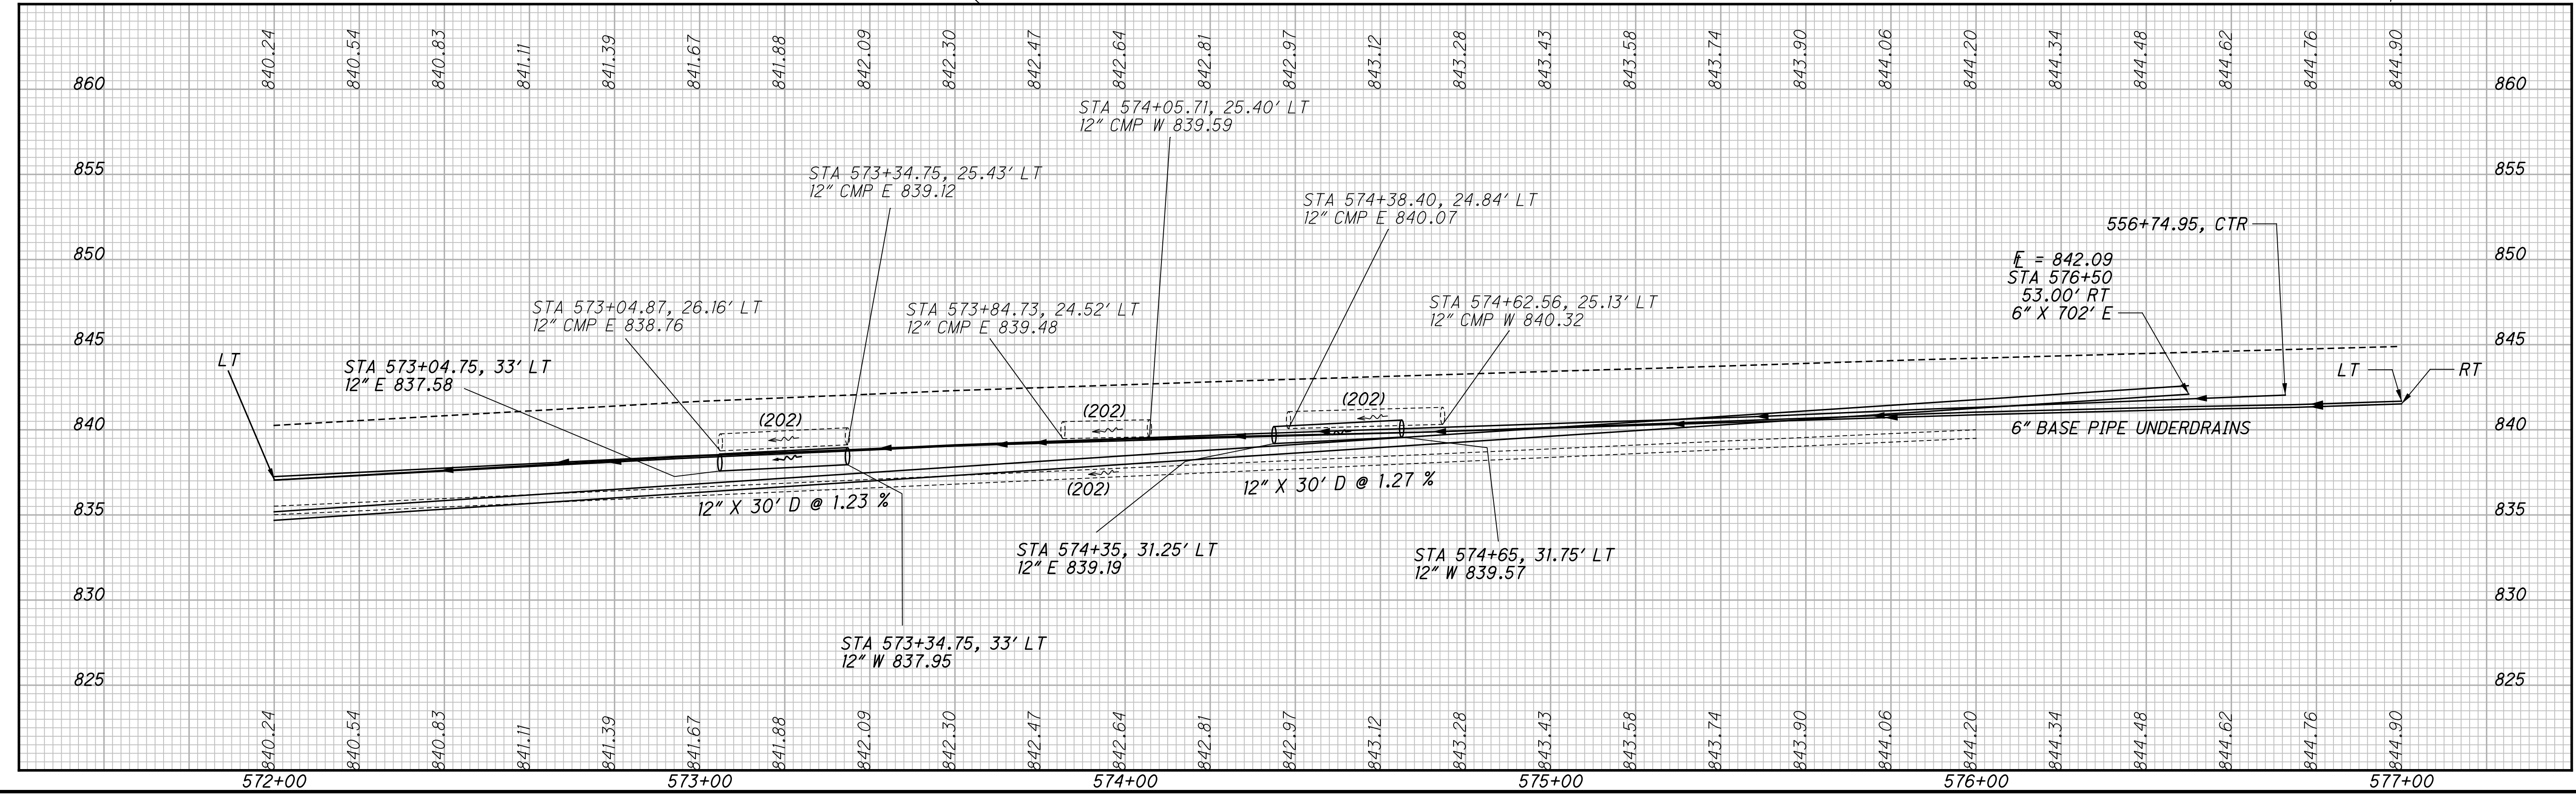 840.24 840.54 840.83 841.11 841.39 841.67 841.88 842.09 842.30 842.47 842.64 842.81 842.97 843.12 843.28 843.43 843.58 843.74 843.90 844.06 844.20 844.34 844.48 844.62 844.76 844.90
860 860
STA 574+05.71, 25.40' LT
12" CMP W 839.59
855 855
STA 573+34.75, 25.43' LT
12" CMP E 839.12
STA 574+38.40, 24.84' LT
12" CMP E 840.07
556+74.95, CTR
850 850
FL = 842.09
STA 576+50
53.00' RT
6" X 702' E
STA 573+04.87, 26.16' LT
12" CMP E 838.76
STA 573+84.73, 24.52' LT
12" CMP E 839.48
STA 574+62.56, 25.13' LT
12" CMP W 840.32
845 845
LT
STA 573+04.75, 33' LT
12" E 837.58
LT RT
(202) (202) (202)
840 840
6" BASE PIPE UNDERDRAINS
(202)
12" X 30' D @ 1.23 %
12" X 30' D @ 1.27 %
835 835
STA 574+35, 31.25' LT
12" E 839.19
STA 574+65, 31.75' LT
12" W 839.57
830 830
STA 573+34.75, 33' LT
12" W 837.95
825 825
840.24 840.54 840.83 841.11 841.39 841.67 841.88 842.09 842.30 842.47 842.64 842.81 842.97 843.12 843.28 843.43 843.58 843.74 843.90 844.06 844.20 844.34 844.48 844.62 844.76 844.90
572+00 573+00 574+00 575+00 576+00 577+00